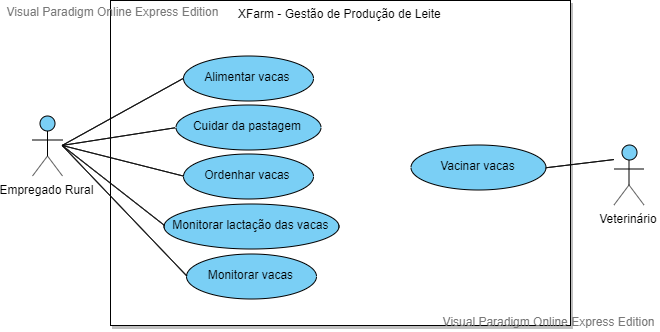 Visual Paradigm Online Express Edition
XFarm - Gestão de Produção de Leite
Alimentar vacas
Cuidar da pastagem
Ordenhar vacas
Monitorar lactação das vacas
Monitorar vacas
Empregado Rural
Vacinar vacas
Veterinário
Visual Paradigm Online Express Edition